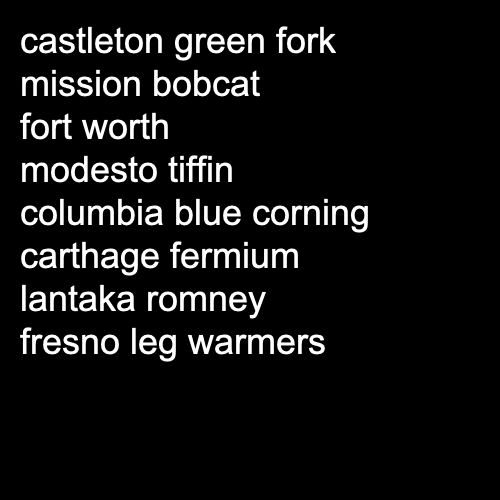 castleton green fork
mission bobcat
fort worth
modesto tiffin
columbia blue corning
carthage fermium
lantaka romney
fresno leg warmers